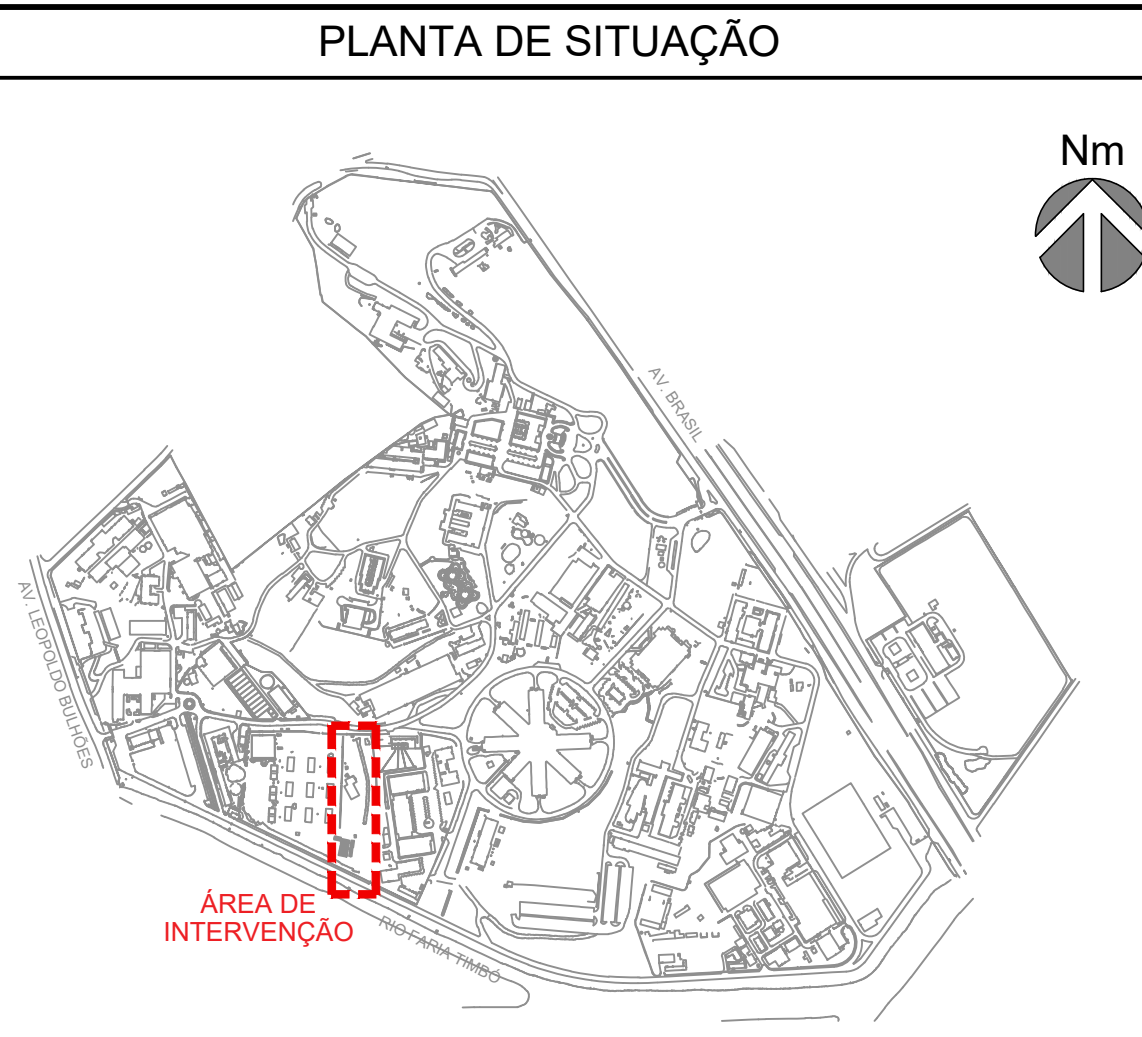 PLANTA DE SITUAÇÃO
Nm
AV. BRASIL
AV. LEOPOLDO BULHÕES
ÁREA DE
INTERVENÇÃO
RIO FARIA TIMBÓ